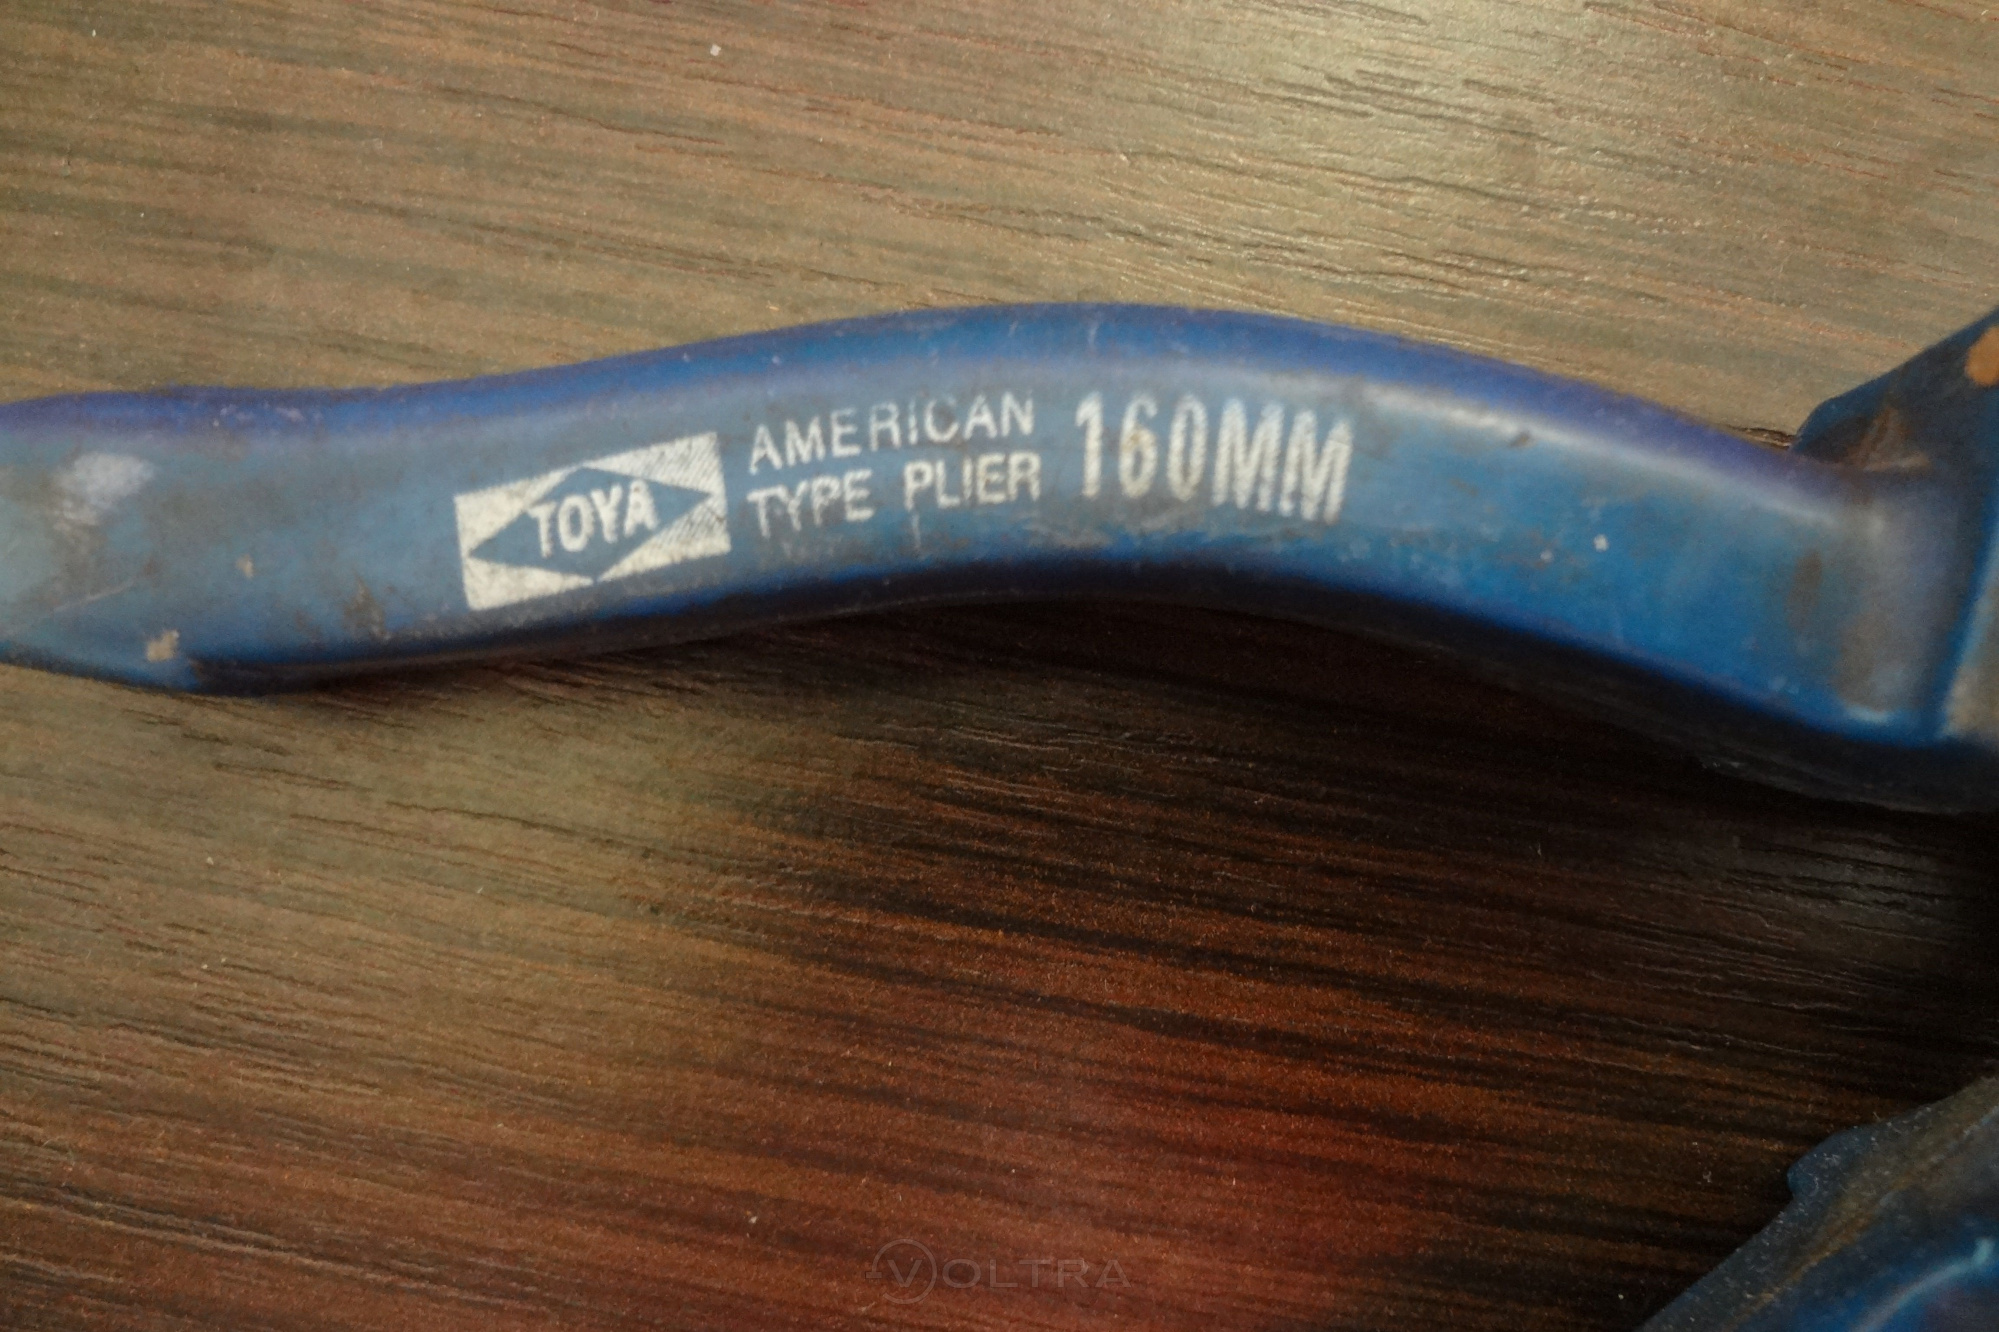 TOYA
AMERICAN
TYPE PLIER
160MM
VOLTRA